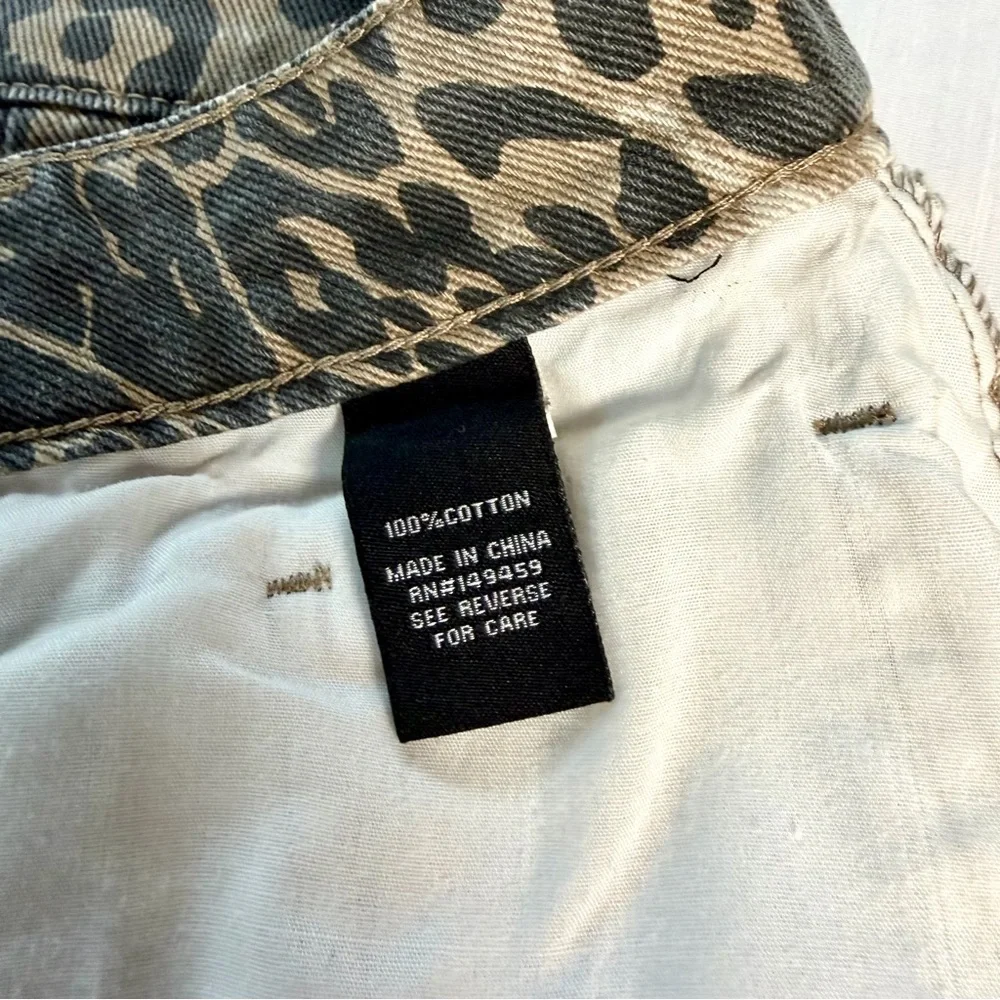 100%COTTON
MADE IN CHINA
RN#149459
SEE REVERSE
FOR CARE